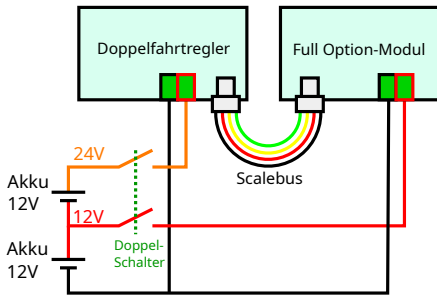 Doppelfahrtregler
Full Option-Modul
24V
Scalebus
Akku
12V
12V
Doppel-
Schalter
Akku
12V